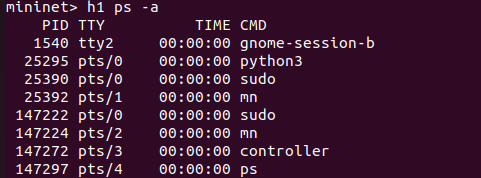 mininet> h1 ps -a
PID TTY TIME CMD
1540 tty2 00:00:00 gnome-session-b
25295 pts/0 00:00:00 python3
25390 pts/0 00:00:00 sudo
25392 pts/1 00:00:00 mn
147222 pts/0 00:00:00 sudo
147224 pts/2 00:00:00 mn
147272 pts/3 00:00:00 controller
147297 pts/4 00:00:00 ps